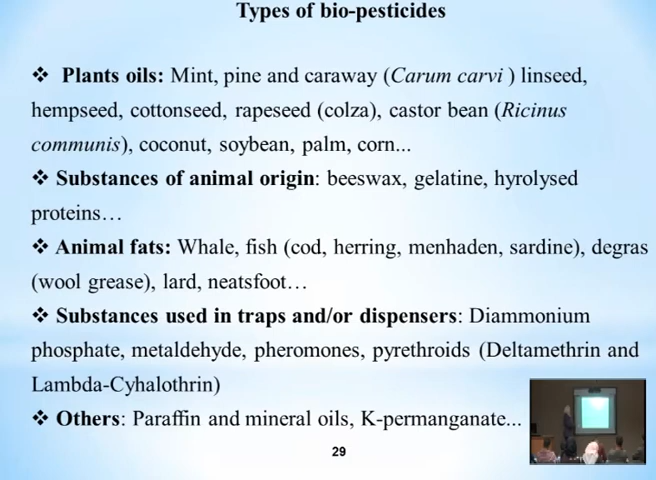 Types of bio-pesticides
❖ Plants oils: Mint, pine and caraway (Carum carvi ) linseed,
hempseed, cottonseed, rapeseed (colza), castor bean (Ricinus
communis), coconut, soybean, palm, corn...
❖ Substances of animal origin: beeswax, gelatine, hyrolysed
proteins…
❖ Animal fats: Whale, fish (cod, herring, menhaden, sardine), degras
(wool grease), lard, neatsfoot…
❖ Substances used in traps and/or dispensers: Diammonium
phosphate, metaldehyde, pheromones, pyrethroids (Deltamethrin and
Lambda-Cyhalothrin)
❖ Others: Paraffin and mineral oils, K-permanganate...
29